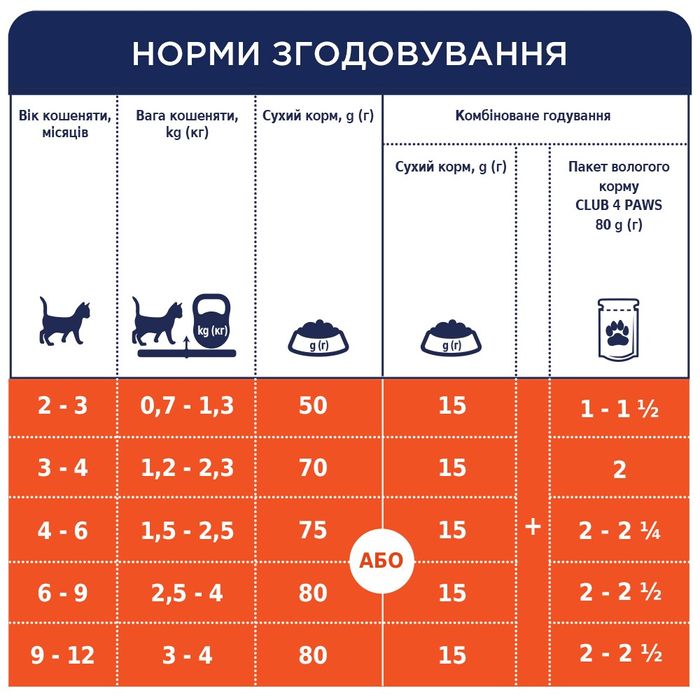 НОРМИ ЗГОДОВУВАННЯ
Вік кошеняти,
місяців
Вага кошеняти,
kg (кг)
Сухий корм, g (г)
Комбіноване годування
Сухий корм, g (г)
Пакет вологого
корму
CLUB 4 PAWS
80 g (г)
kg (кг)
g (г)
g (г)
2 - 3 0,7 - 1,3 50 15 1 - 1 ½
3 - 4 1,2 - 2,3 70 15 2
4 - 6 1,5 - 2,5 75 15 + 2 - 2 ¼
АБО
6 - 9 2,5 - 4 80 15 2 - 2 ½
9 - 12 3 - 4 80 15 2 - 2 ½